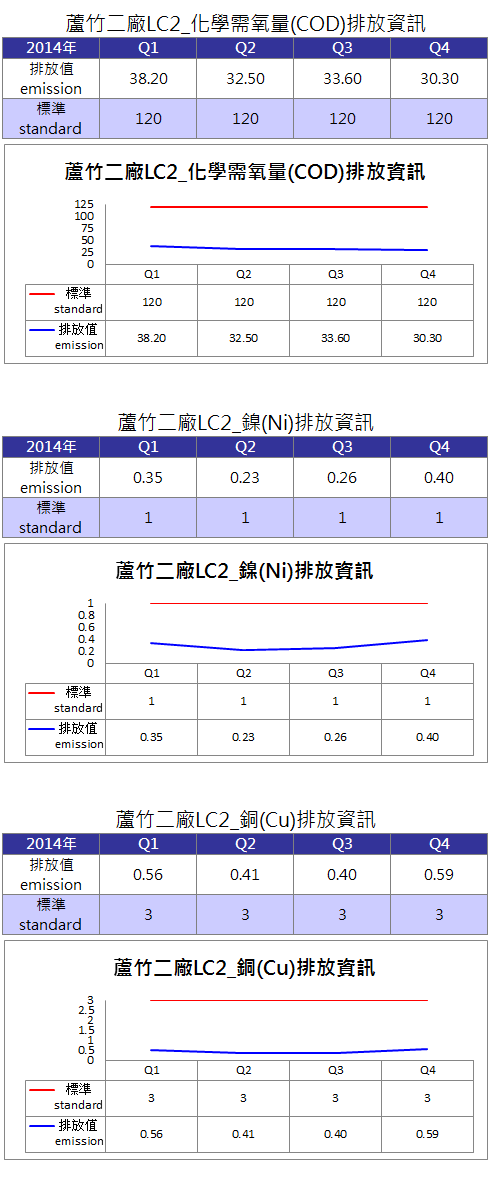 蘆竹二廠LC2_化學需氧量(COD)排放資訊
2014年 Q1 Q2 Q3 Q4
排放值
emission 38.20 32.50 33.60 30.30
標準
standard 120 120 120 120
蘆竹二廠LC2_化學需氧量(COD)排放資訊
125
100
75
50
25
0
Q1 Q2 Q3 Q4
標準
standard 120 120 120 120
排放值
emission 38.20 32.50 33.60 30.30
蘆竹二廠LC2_鎳(Ni)排放資訊
2014年 Q1 Q2 Q3 Q4
排放值
emission 0.35 0.23 0.26 0.40
標準
standard 1 1 1 1
蘆竹二廠LC2_鎳(Ni)排放資訊
1
0.8
0.6
0.4
0.2
0
Q1 Q2 Q3 Q4
標準
standard 1 1 1 1
排放值
emission 0.35 0.23 0.26 0.40
蘆竹二廠LC2_銅(Cu)排放資訊
2014年 Q1 Q2 Q3 Q4
排放值
emission 0.56 0.41 0.40 0.59
標準
standard 3 3 3 3
蘆竹二廠LC2_銅(Cu)排放資訊
3
2.5
2
1.5
1
0.5
0
Q1 Q2 Q3 Q4
標準
standard 3 3 3 3
排放值
emission 0.56 0.41 0.40 0.59